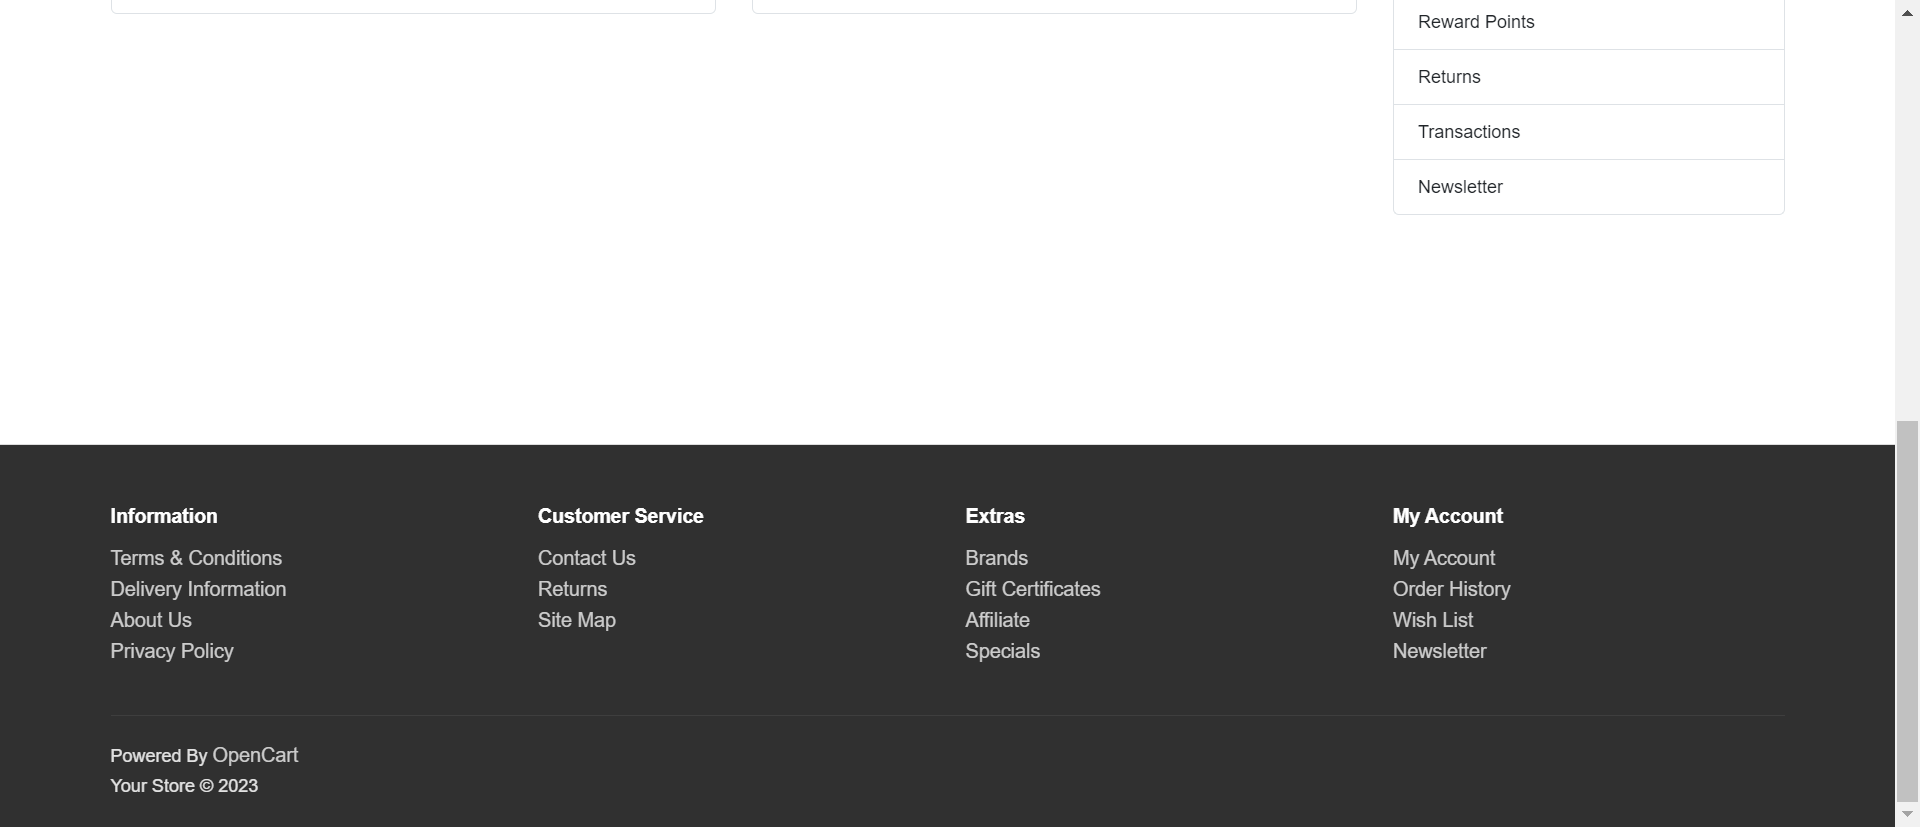 Reward Points
Returns
Transactions
Newsletter
Information
Terms & Conditions
Delivery Information
About Us
Privacy Policy
Customer Service
Contact Us
Returns
Site Map
Extras
Brands
Gift Certificates
Affiliate
Specials
My Account
My Account
Order History
Wish List
Newsletter
Powered By OpenCart
Your Store © 2023